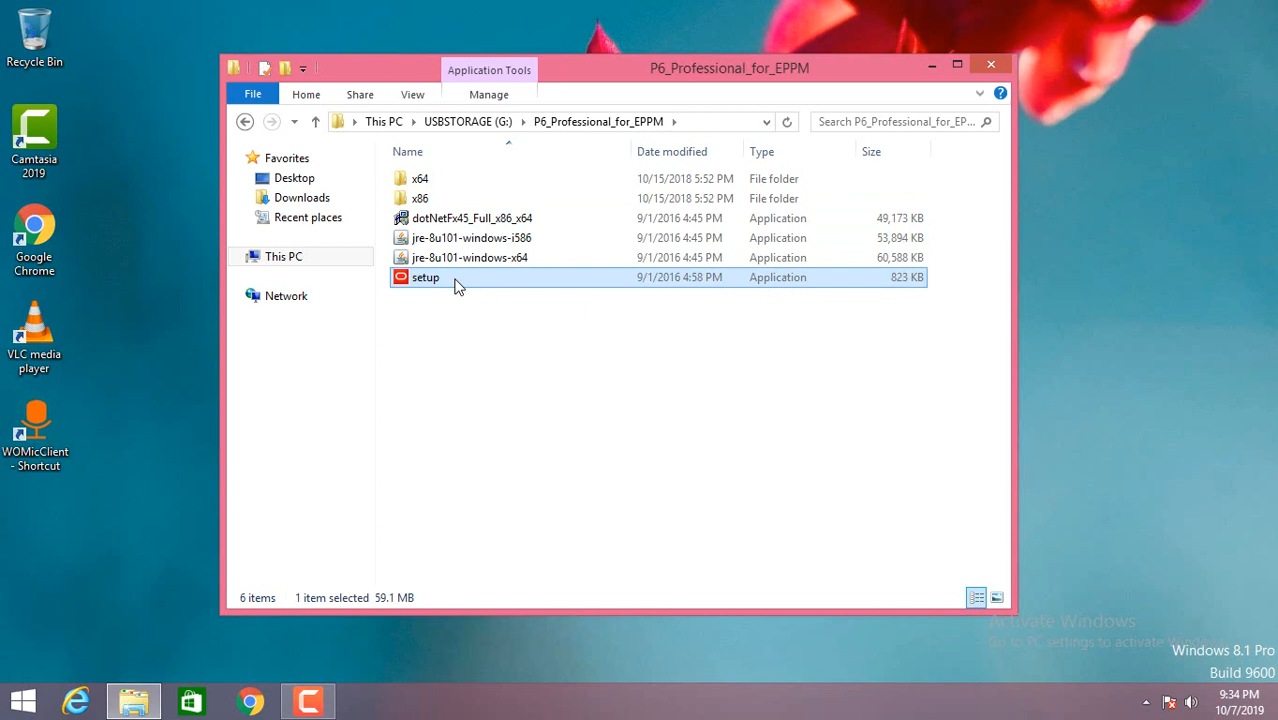 Recycle Bin
Camtasia
2019
Google
Chrome
VLC media
player
WOMicClient
- Shortcut
Application Tools
P6_Professional_for_EPPM
File
Home
Share
View
Manage
This PC
USBSTORAGE (G:)
P6_Professional_for_EPPM
Search P6_Professional_for_EP...
Favorites
Desktop
Downloads
Recent places
This PC
Network
Name Date modified Type Size
x64 10/15/2018 5:52 PM File folder
x86 10/15/2018 5:52 PM File folder
dotNetFx45_Full_x86_x64 9/1/2016 4:45 PM Application 49,173 KB
jre-8u101-windows-i586 9/1/2016 4:45 PM Application 53,894 KB
jre-8u101-windows-x64 9/1/2016 4:45 PM Application 60,588 KB
setup 9/1/2016 4:58 PM Application 823 KB
6 items 1 item selected 59.1 MB
Activate Windows
Go to PC settings to activate Windows.
Windows 8.1 Pro
Build 9600
9:34 PM
10/7/2019